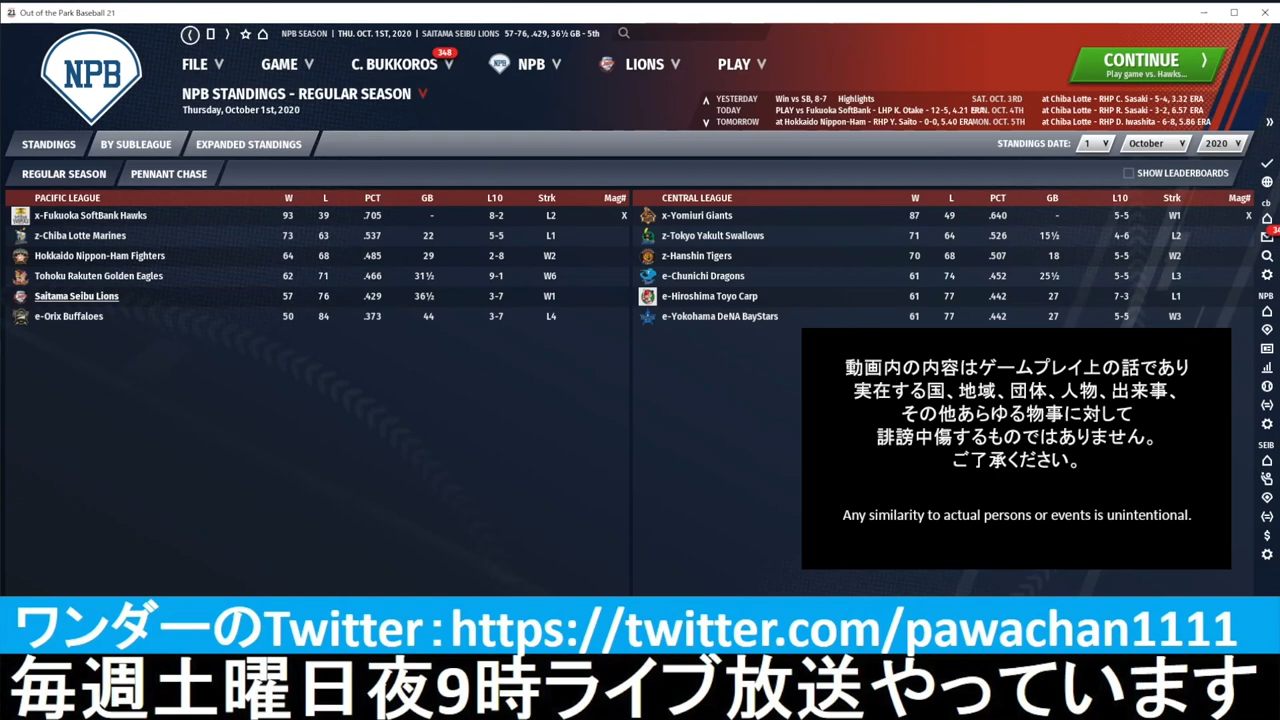 21 Out of the Park Baseball 21
NPB SEASON | THU. OCT. 1ST, 2020 | SAITAMA SEIBU LIONS 57-76, .429, 36½ GB - 5th
NPB
FILE GAME C. BUKKOROS 348 NPB LIONS PLAY
CONTINUE
Play game vs. Hawks...
NPB STANDINGS - REGULAR SEASON
Thursday, October 1st, 2020
YESTERDAY Win vs SB, 8-7 Highlights SAT. OCT. 3RD at Chiba Lotte - RHP C. Sasaki - 5-4, 3.32 ERA
TODAY PLAY vs Fukuoka SoftBank - LHP K. Otake - 12-5, 4.21 OCT. 4TH at Chiba Lotte - RHP R. Sasaki - 3-2, 6.57 ERA
TOMORROW at Hokkaido Nippon-Ham - RHP Y. Saito - 0-0, 5.40 ERA MON. OCT. 5TH at Chiba Lotte - RHP D. Iwashita - 6-8, 5.86 ERA
STANDINGS BY SUBLEAGUE EXPANDED STANDINGS STANDINGS DATE: 1 October 2020
REGULAR SEASON PENNANT CHASE SHOW LEADERBOARDS
PACIFIC LEAGUE W L PCT GB L10 Strk Mag#
x-Fukuoka SoftBank Hawks 93 39 .705 - 8-2 L2 X
z-Chiba Lotte Marines 73 63 .537 22 5-5 L1
Hokkaido Nippon-Ham Fighters 64 68 .485 29 2-8 W2
Tohoku Rakuten Golden Eagles 62 71 .466 31½ 9-1 W6
Saitama Seibu Lions 57 76 .429 36½ 3-7 W1
e-Orix Buffaloes 50 84 .373 44 3-7 L4
CENTRAL LEAGUE W L PCT GB L10 Strk Mag#
x-Yomiuri Giants 87 49 .640 - 5-5 W1 X
z-Tokyo Yakult Swallows 71 64 .526 15½ 4-6 L2
z-Hanshin Tigers 70 68 .507 18 5-5 W2
e-Chunichi Dragons 61 74 .452 25½ 5-5 L3
e-Hiroshima Toyo Carp 61 77 .442 27 7-3 L1
e-Yokohama DeNA BayStars 61 77 .442 27 5-5 W3
cb
NPB
SEIB
動画内の内容はゲームプレイ上の話であり
実在する国、地域、団体、人物、出来事、
その他あらゆる物事に対して
誹謗中傷するものではありません。
ご了承ください。
Any similarity to actual persons or events is unintentional.
ワンダーのTwitter：https://twitter.com/pawachan1111
毎週土曜日夜9時ライブ放送やっています